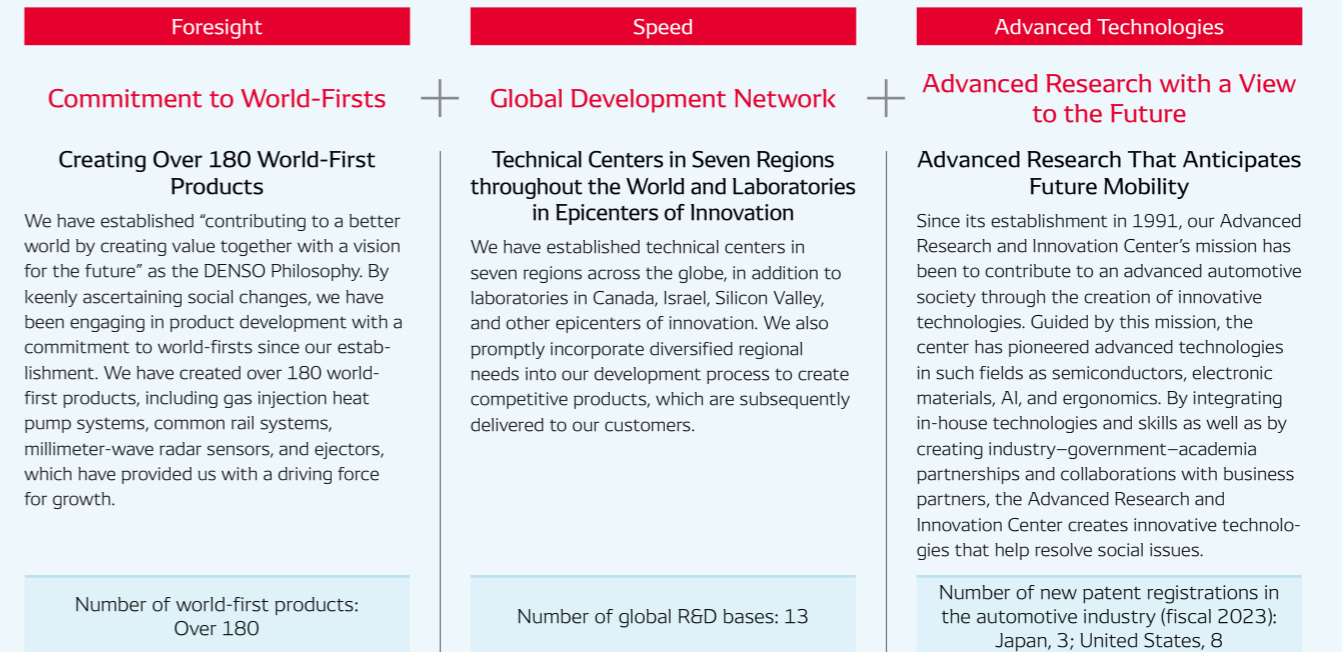 Foresight
Commitment to World-Firsts
Creating Over 180 World-First
Products
We have established “contributing to a better
world by creating value together with a vision
for the future” as the DENSO Philosophy. By
keenly ascertaining social changes, we have
been engaging in product development with a
commitment to world-firsts since our estab-
lishment. We have created over 180 world-
first products, including gas injection heat
pump systems, common rail systems,
millimeter-wave radar sensors, and ejectors,
which have provided us with a driving force
for growth.
Number of world-first products:
Over 180
+
Speed
Global Development Network
Technical Centers in Seven Regions
throughout the World and Laboratories
in Epicenters of Innovation
We have established technical centers in
seven regions across the globe, in addition to
laboratories in Canada, Israel, Silicon Valley,
and other epicenters of innovation. We also
promptly incorporate diversified regional
needs into our development process to create
competitive products, which are subsequently
delivered to our customers.
Number of global R&D bases: 13
+
Advanced Technologies
Advanced Research with a View
to the Future
Advanced Research That Anticipates
Future Mobility
Since its establishment in 1991, our Advanced
Research and Innovation Center’s mission has
been to contribute to an advanced automotive
society through the creation of innovative
technologies. Guided by this mission, the
center has pioneered advanced technologies
in such fields as semiconductors, electronic
materials, AI, and ergonomics. By integrating
in-house technologies and skills as well as by
creating industry–government–academia
partnerships and collaborations with business
partners, the Advanced Research and
Innovation Center creates innovative technolo-
gies that help resolve social issues.
Number of new patent registrations in
the automotive industry (fiscal 2023):
Japan, 3; United States, 8